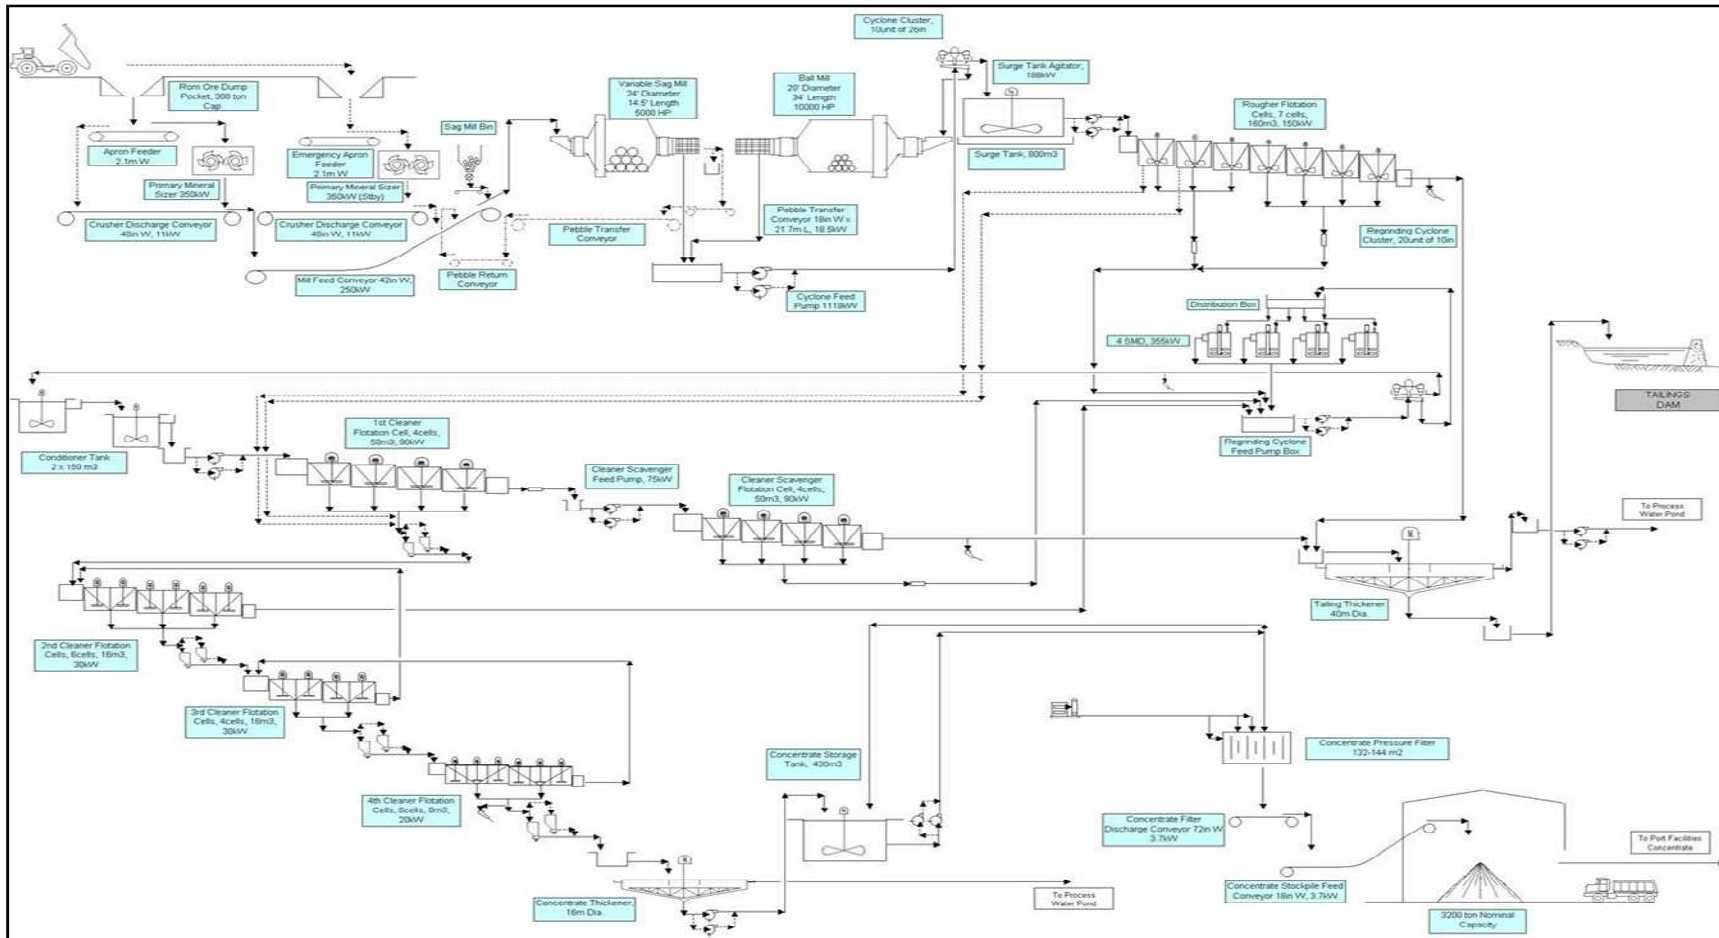 Cyclone Cluster,
10unit of 26in
Rom Ore Dump
Pocket, 300 ton
Cap
Variable Sag Mill
34' Diameter
14.5' Length
5000 HP
Ball Mill
20' Diameter
34' Length
10000 HP
Surge Tank Agitator,
186kW
Rougher Flotation
Cells, 7 cells,
160m3, 150kW
Sag Mill Bin
Apron Feeder
2.1m W
Emergency Apron
Feeder
2.1m W
Surge Tank, 800m3
Primary Mineral
Sizer 350kW
Primary Mineral Sizer
350kW (Stby)
Crusher Discharge Conveyor
48in W, 11kW
Crusher Discharge Conveyor
48in W, 11kW
Pebble Transfer
Conveyor
Pebble Transfer
Conveyor 18in W x
21.7m L, 18.5kW
Regrinding Cyclone
Cluster, 20unit of 10in
Mill Feed Conveyor 42in W,
250kW
Pebble Return
Conveyor
Cyclone Feed
Pump 1119kW
Distribution Box
4 SMD, 355kW
TAILINGS
DAM
Conditioner Tank
2 x 159 m3
1st Cleaner
Flotation Cell, 4cells,
50m3, 90kW
Cleaner Scavenger
Feed Pump, 75kW
Cleaner Scavenger
Flotation Cell, 4cells,
50m3, 90kW
Regrinding Cyclone
Feed Pump Box
To Process
Water Pond
Tailing Thickener
40m Dia.
2nd Cleaner Flotation
Cells, 6cells, 16m3,
30kW
3rd Cleaner Flotation
Cells, 4cells, 16m3,
30kW
4th Cleaner Flotation
Cells, 6cells, 8m3,
20kW
Concentrate Storage
Tank, 430m3
Concentrate Pressure Filter
132-144 m2
Concentrate Filter
Discharge Conveyor 72in W
3.7kW
To Port Facilities
Concentrate
Concentrate Thickener,
16m Dia.
To Process
Water Pond
Concentrate Stockpile Feed
Conveyor 18in W, 3.7kW
3200 ton Nominal
Capacity